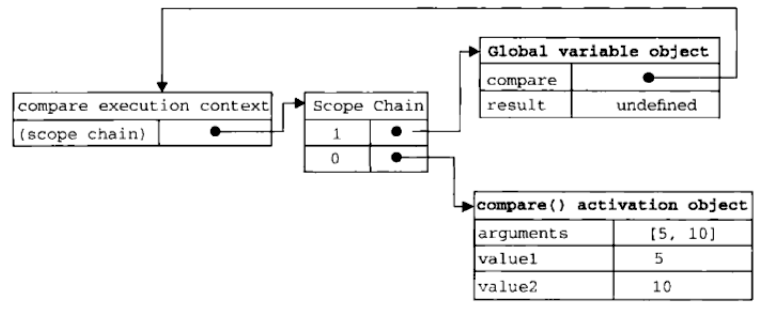 Global variable object
compare
result undefined
compare execution context
(scope chain)
Scope Chain
1
0
compare() activation object
arguments [5, 10]
value1 5
value2 10